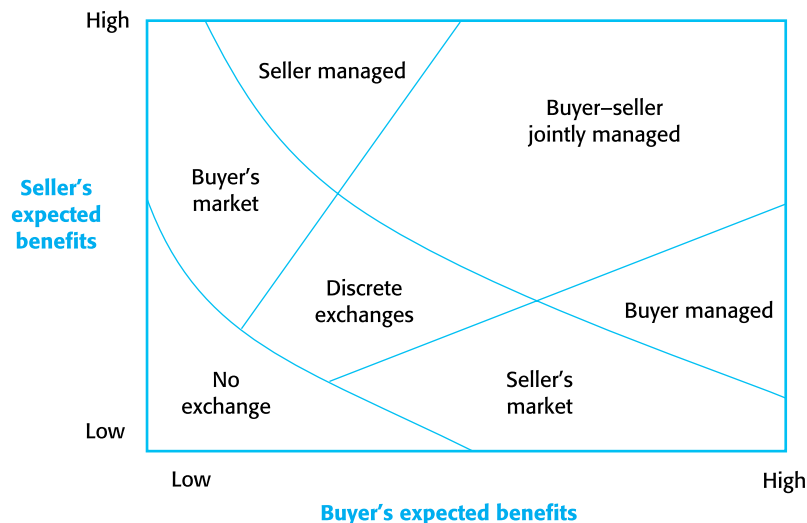 High
Seller managed
Buyer–seller
jointly managed
Buyer's
market
Seller's
expected
benefits
Discrete
exchanges
Buyer managed
No
exchange
Seller's
market
Low
Low
High
Buyer's expected benefits